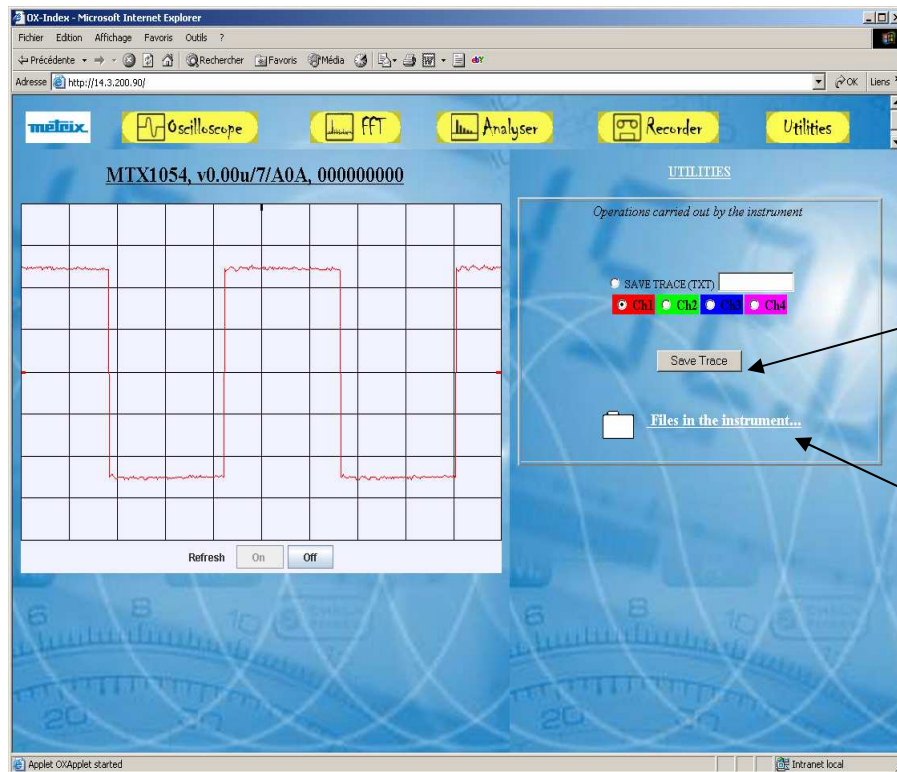 OX-Index - Microsoft Internet Explorer
Fichier Edition Affichage Favoris Outils ?
Précédente Rechercher Favoris Média
Adresse http://14.3.200.90/ OK Liens
metrix Oscilloscope FFT Analyser Recorder Utilities
MTX1054, v0.00u/7/A0A, 000000000
UTILITIES
Operations carried out by the instrument
SAVE TRACE (TXT)
Ch1 Ch2 Ch3 Ch4
Save Trace
Files in the instrument...
Refresh On Off
Applet OXApplet started Intranet local